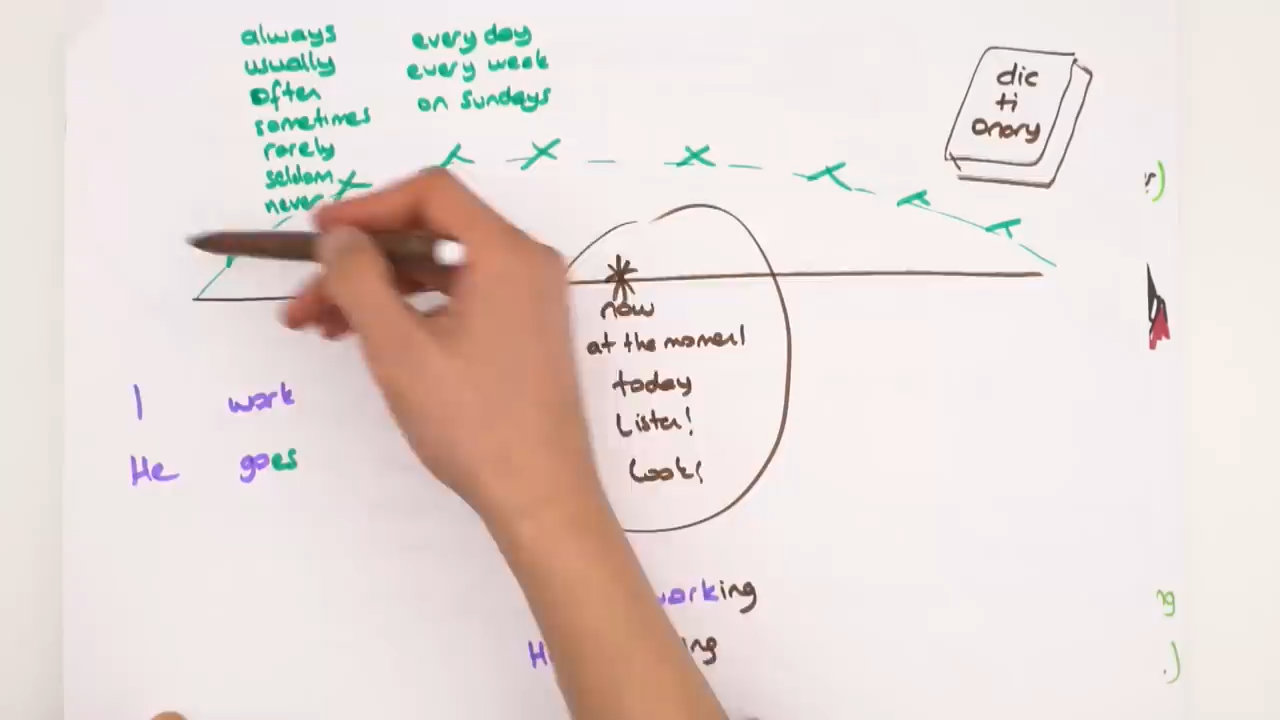 always
usually
often
sometimes
rarely
seldom
never
every day
every week
on sundays
dic
ti
onary
now
at the moment
today
Listen!
Look!
I work
He goes
working